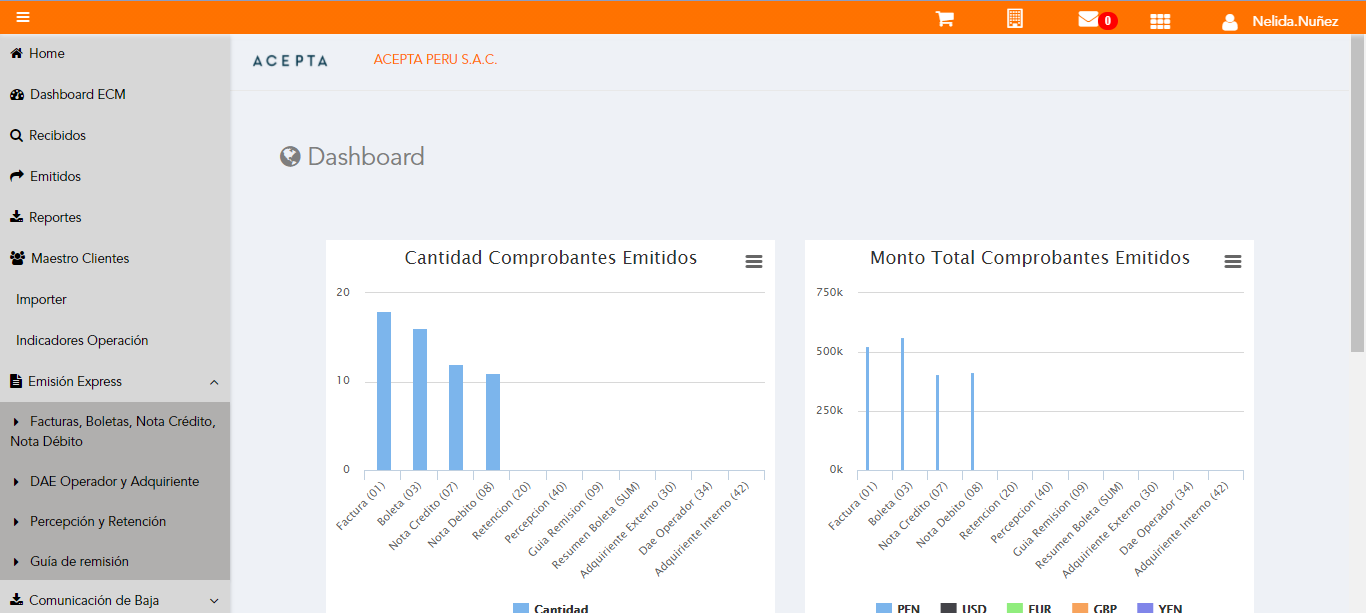 0
Nelida.Nuñez
Home
Dashboard ECM
Recibidos
Emitidos
Reportes
Maestro Clientes
Importer
Indicadores Operación
Emisión Express
Facturas, Boletas, Nota Crédito,
Nota Débito
DAE Operador y Adquiriente
Percepción y Retención
Guía de remisión
Comunicación de Baja
ACEPTA
ACEPTA PERU S.A.C.
Dashboard
Cantidad Comprobantes Emitidos
20
10
0
Factura (01)
Boleta (03)
Nota Credito (07)
Nota Debito (08)
Retencion (20)
Percepcion (40)
Guia Remision (09)
Resumen Boleta (SUM)
Adquiriente Externo (30)
Dae Operador (34)
Adquiriente Interno (42)
Cantidad
Monto Total Comprobantes Emitidos
750k
500k
250k
0k
Factura (01)
Boleta (03)
Nota Credito (07)
Nota Debito (08)
Retencion (20)
Percepcion (40)
Guia Remision (09)
Resumen Boleta (SUM)
Adquiriente Externo (30)
Dae Operador (34)
Adquiriente Interno (42)
PEN USD EUR GBP YEN